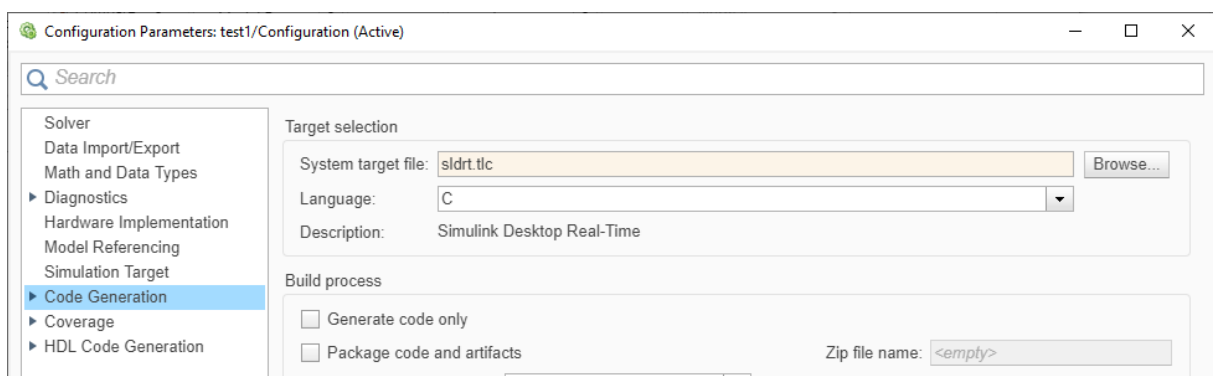 Configuration Parameters: test1/Configuration (Active)
Search
Solver
Data Import/Export
Math and Data Types
Diagnostics
Hardware Implementation
Model Referencing
Simulation Target
Code Generation
Coverage
HDL Code Generation
Target selection
System target file: sldrt.tlc Browse...
Language: C
Description: Simulink Desktop Real-Time
Build process
Generate code only
Package code and artifacts Zip file name: <empty>